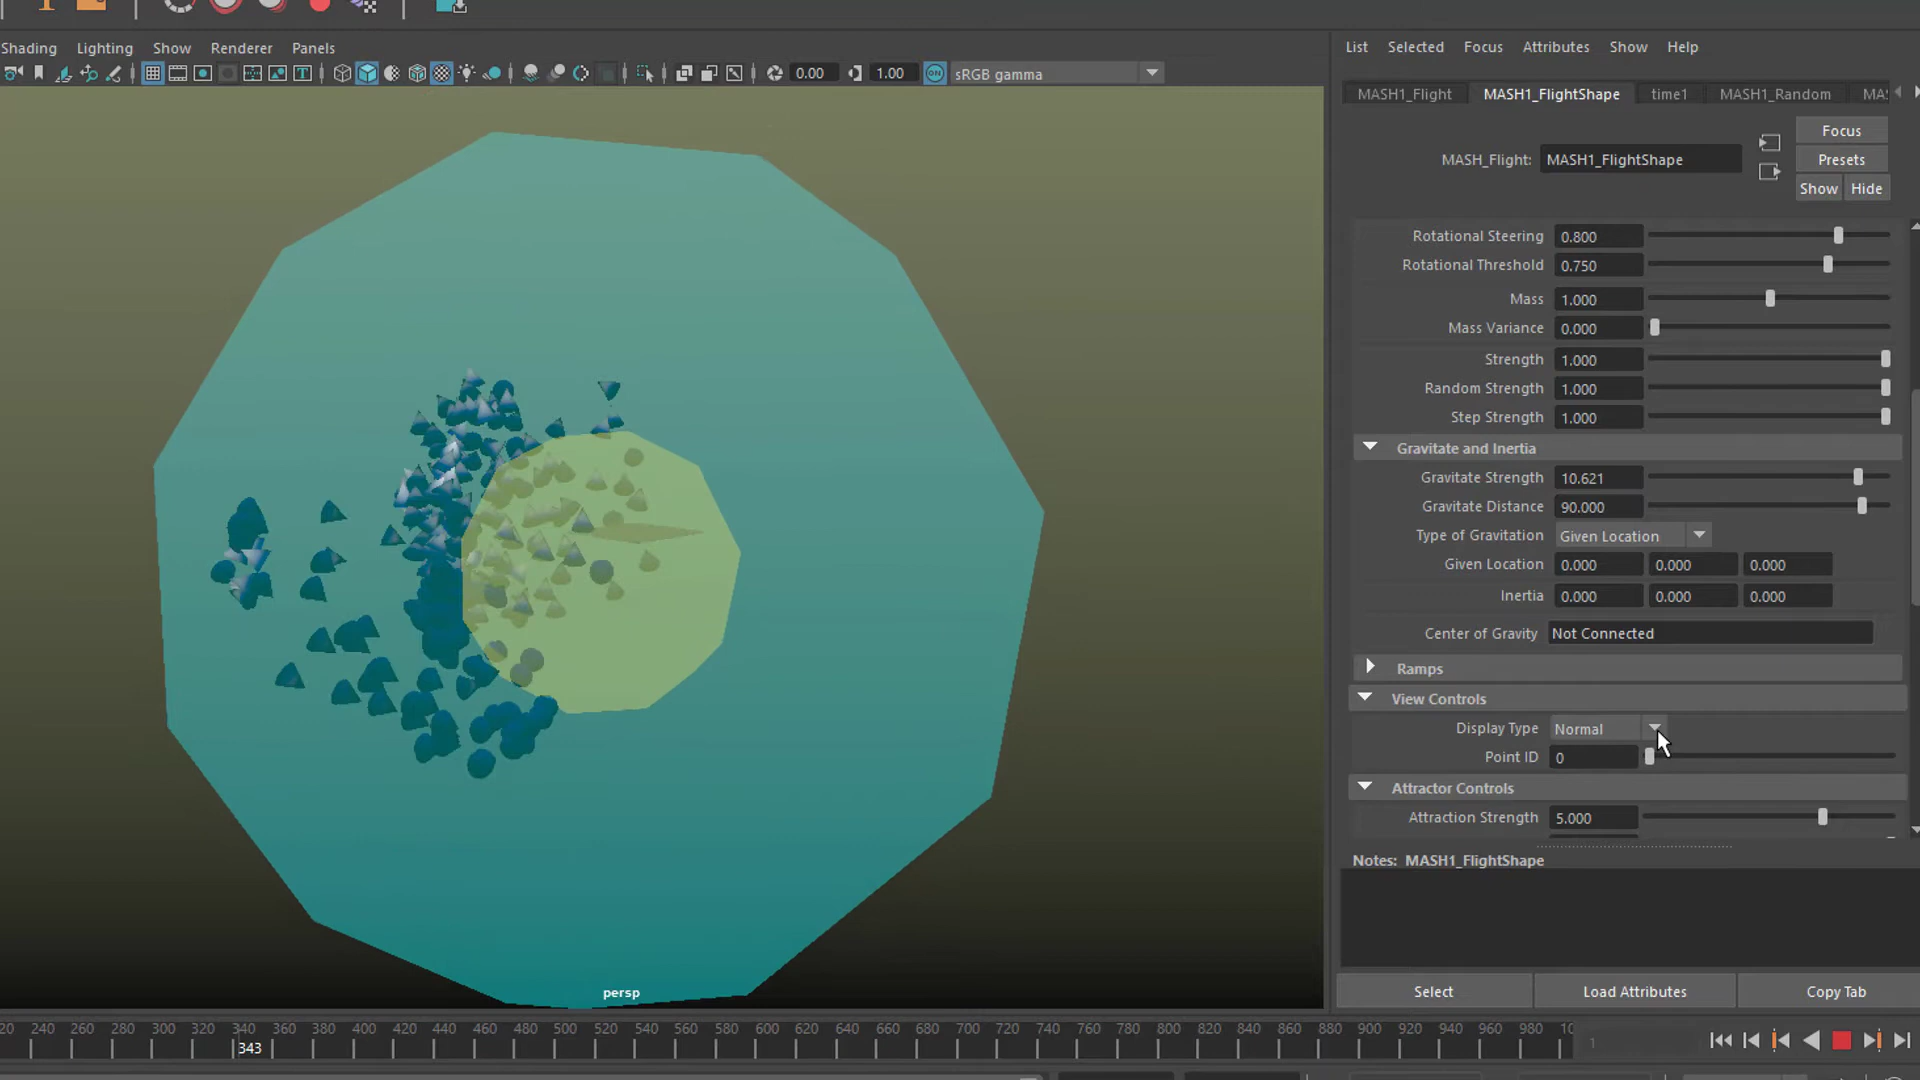 Shading Lighting Show Renderer Panels
List Selected Focus Attributes Show Help
0.00 1.00 ON sRGB gamma
MASH1_Flight MASH1_FlightShape time1 MASH1_Random MAS
Focus
MASH_Flight: MASH1_FlightShape Presets
Show Hide
Rotational Steering 0.800
Rotational Threshold 0.750
Mass 1.000
Mass Variance 0.000
Strength 1.000
Random Strength 1.000
Step Strength 1.000
Gravitate and Inertia
Gravitate Strength 10.621
Gravitate Distance 90.000
Type of Gravitation Given Location
Given Location 0.000 0.000 0.000
Inertia 0.000 0.000 0.000
Center of Gravity Not Connected
Ramps
View Controls
Display Type Normal
Point ID 0
Attractor Controls
Attraction Strength 5.000
Notes: MASH1_FlightShape
persp
Select Load Attributes Copy Tab
20 240 260 280 300 320 340 360 380 400 420 440 460 480 500 520 540 560 580 600 620 640 660 680 700 720 740 760 780 800 820 840 860 880 900 920 940 960 980 10
343
1